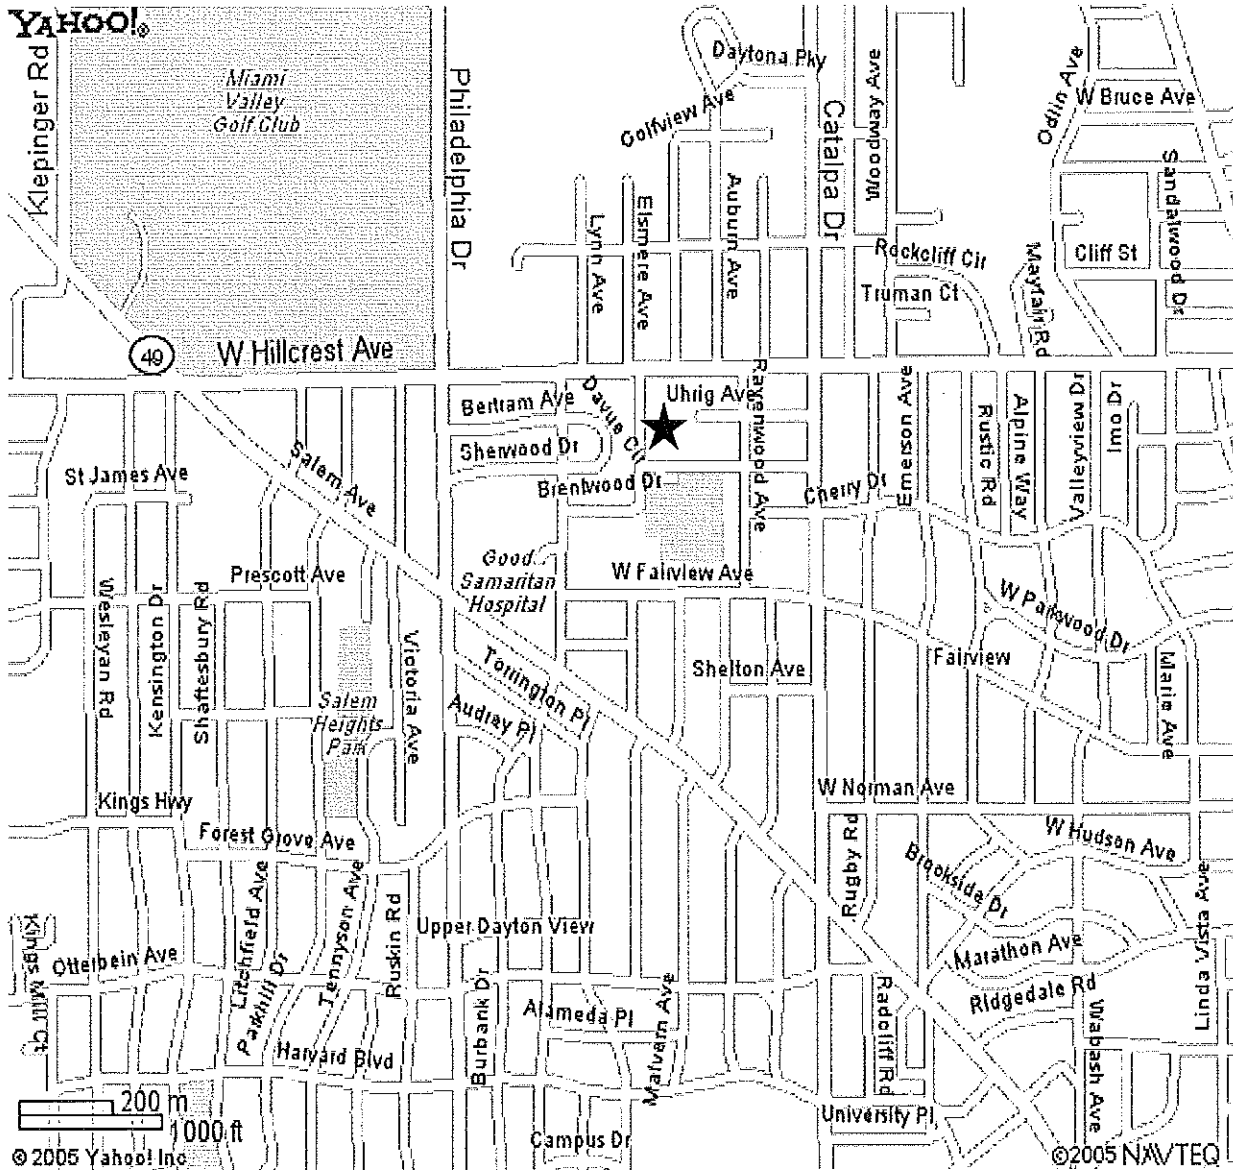 YAHOO!®
Klepinger Rd
Miami
Valley
Golf Club
Philadelphia Dr
Daytona Pky
Golfview Ave
Catalpa Dr
Woodway Ave
Odlin Ave
W Bruce Ave
Sandalwood Dr
Lynn Ave
Elsmere Ave
Auburn Ave
Rockcliff Cir
Truman Ct
Mayfair Rd
Cliff St
49
W Hillcrest Ave
Bertram Ave
Davue Cir
Uhrig Ave
Ravenwood Ave
Emerson Ave
Rustic Rd
Alpine Way
Valleyview Dr
Imo Dr
Sherwood Dr
Brentwood Dr
Cherry Dr
St James Ave
Salem Ave
Good
Samaritan
Hospital
W Fairview Ave
Prescott Ave
Wesleyan Rd
Kensington Dr
Shaftesbury Rd
Victoria Ave
W Parkwood Dr
Fairview
Marie Ave
Shelton Ave
Torrington Pl
Audrey Pl
Salem
Heights
Park
Kings Hwy
Forest Grove Ave
W Norman Ave
W Hudson Ave
Rugby Rd
Brookside Dr
Linda Vista Ave
Kings Mill Ct
Otterbein Ave
Litchfield Ave
Parkhill Dr
Tennyson Ave
Ruskin Rd
Upper Dayton View
Marathon Ave
Ridgedale Rd
Burbank Dr
Alameda Pl
Malvern Ave
Radcliff Rd
Wabash Ave
Harvard Blvd
University Pl
Campus Dr
200 m
1000 ft
© 2005 Yahoo! Inc
©2005 NAVTEQ